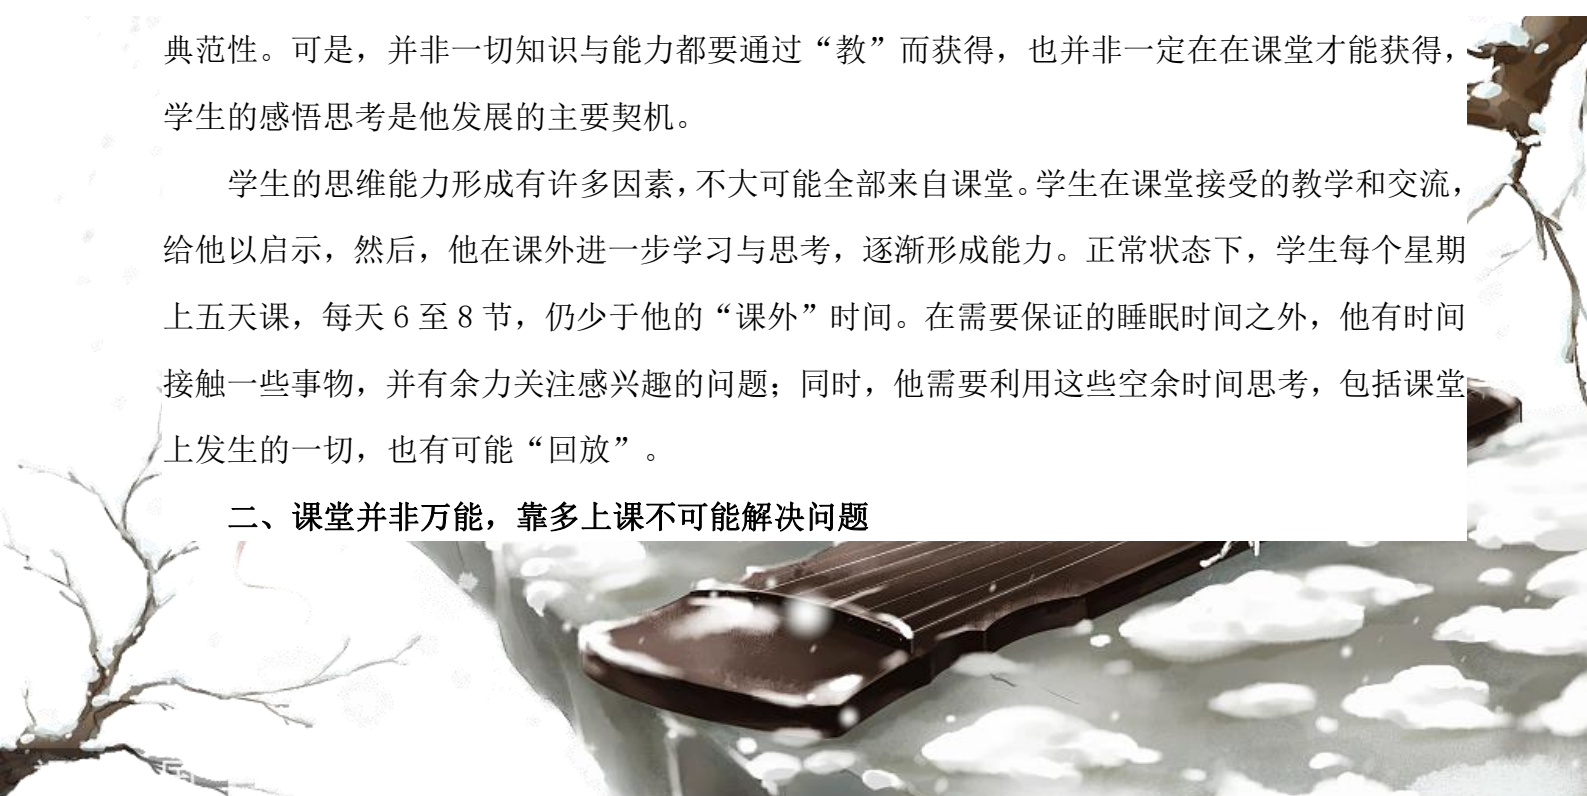 典范性。可是，并非一切知识与能力都要通过“教”而获得，也并非一定在在课堂才能获得，
学生的感悟思考是他发展的主要契机。
学生的思维能力形成有许多因素，不大可能全部来自课堂。学生在课堂接受的教学和交流，
给他以启示，然后，他在课外进一步学习与思考，逐渐形成能力。正常状态下，学生每个星期
上五天课，每天 6 至 8 节，仍少于他的“课外”时间。在需要保证的睡眠时间之外，他有时间
接触一些事物，并有余力关注感兴趣的问题；同时，他需要利用这些空余时间思考，包括课堂
上发生的一切，也有可能“回放”。
二、课堂并非万能，靠多上课不可能解决问题